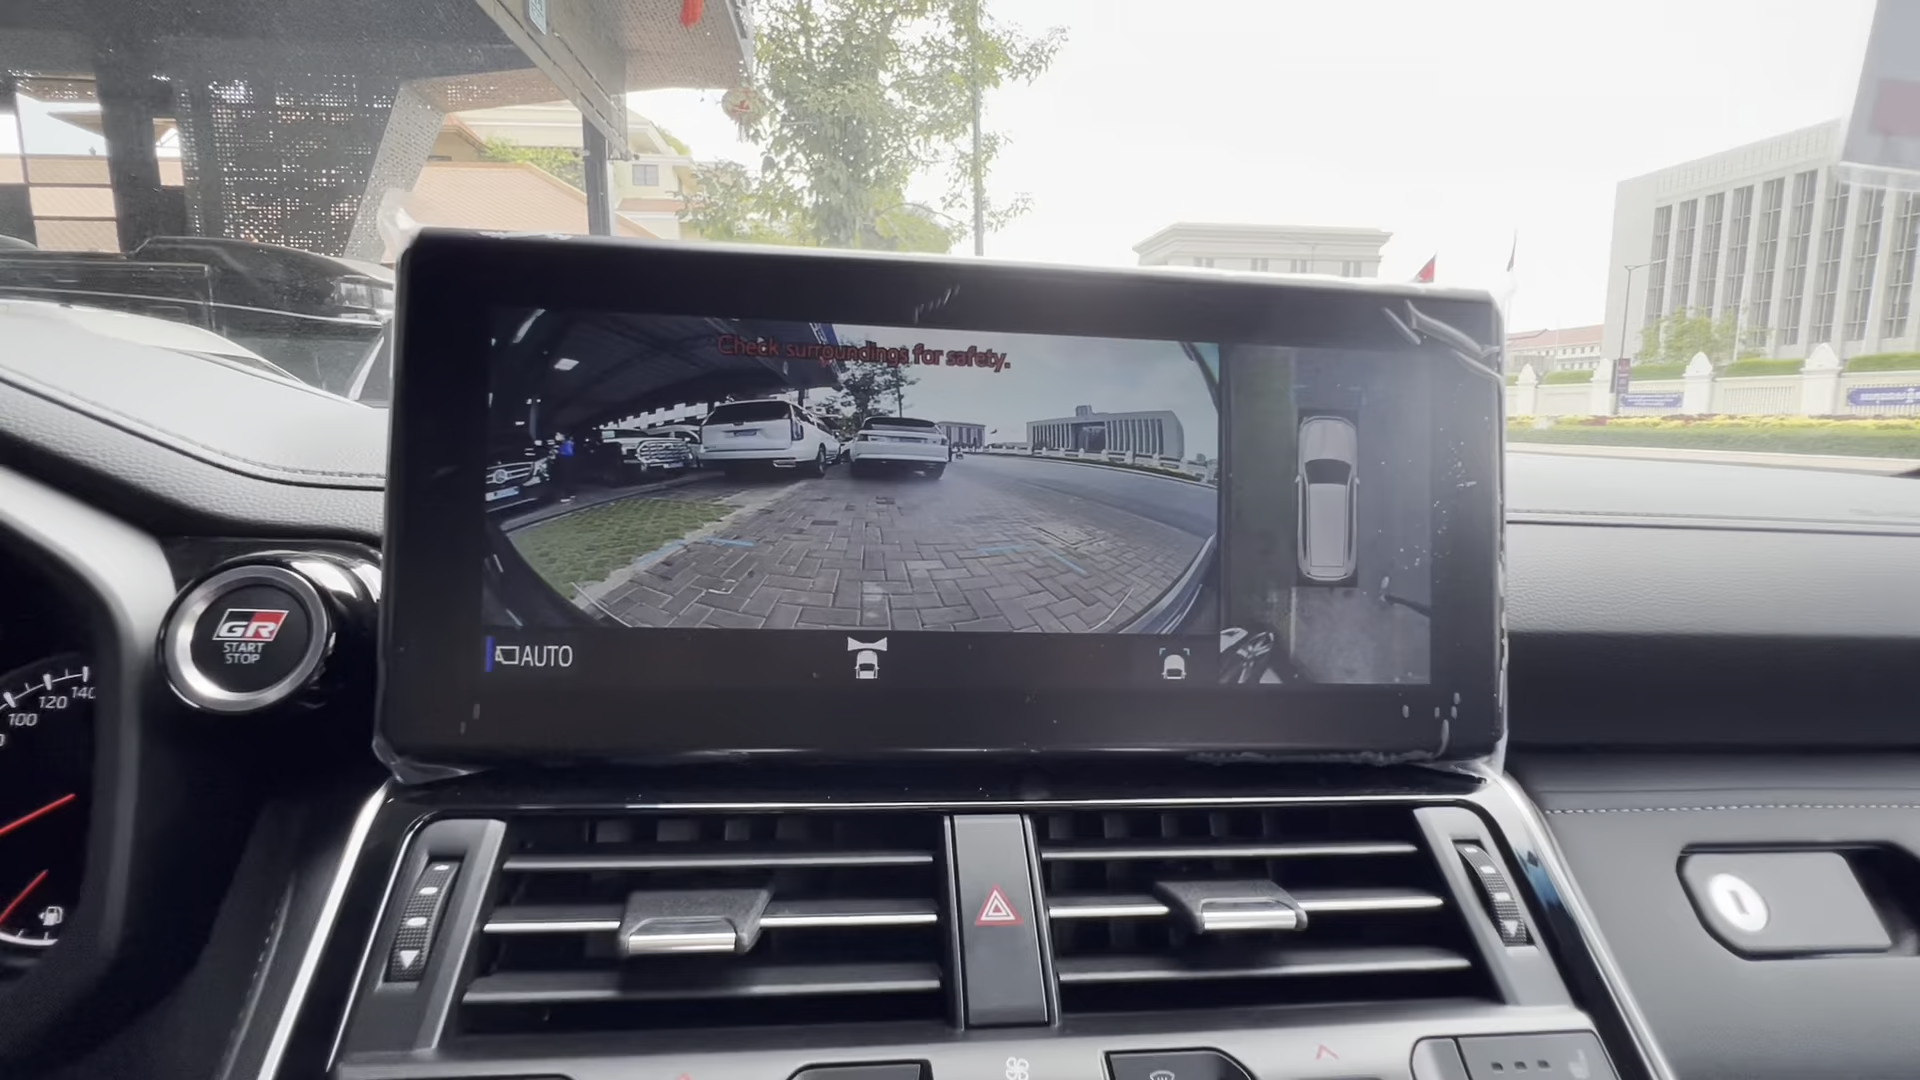 Check surroundings for safety.
AUTO
GR
START
STOP
140
120
100